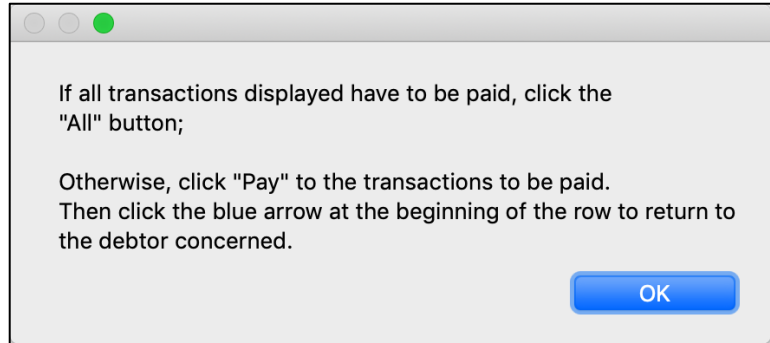 If all transactions displayed have to be paid, click the
"All" button;
Otherwise, click "Pay" to the transactions to be paid.
Then click the blue arrow at the beginning of the row to return to
the debtor concerned.
OK